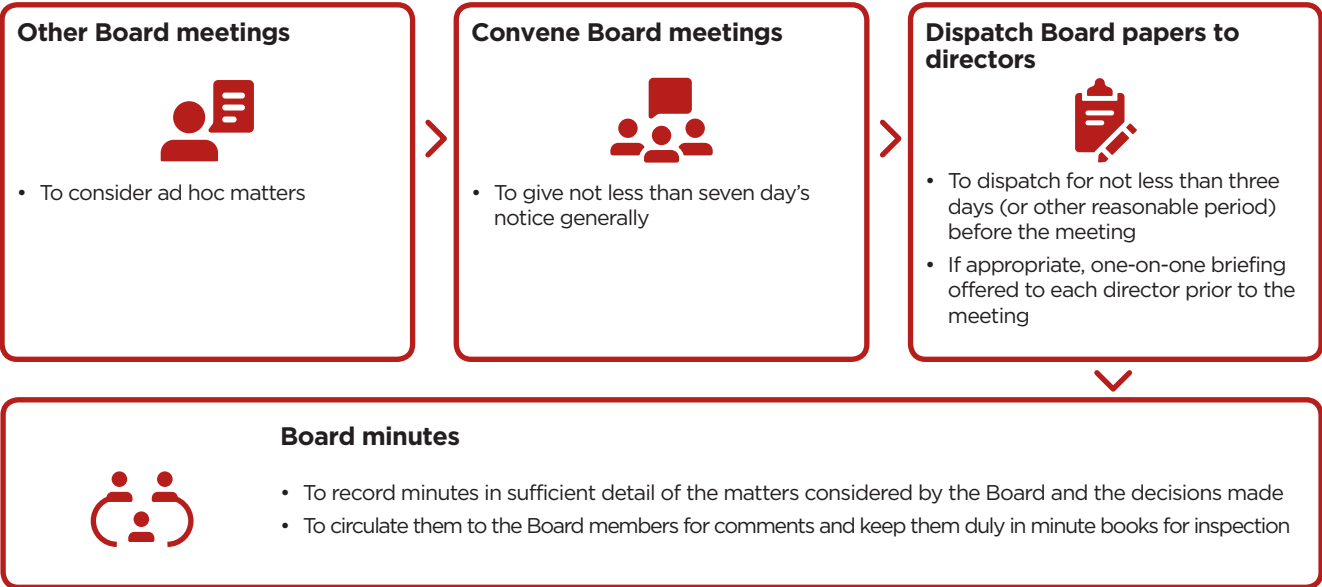 Other Board meetings
• To consider ad hoc matters
Convene Board meetings
• To give not less than seven day’s
notice generally
Dispatch Board papers to
directors
• To dispatch for not less than three
days (or other reasonable period)
before the meeting
• If appropriate, one-on-one briefing
offered to each director prior to the
meeting
Board minutes
• To record minutes in sufficient detail of the matters considered by the Board and the decisions made
• To circulate them to the Board members for comments and keep them duly in minute books for inspection